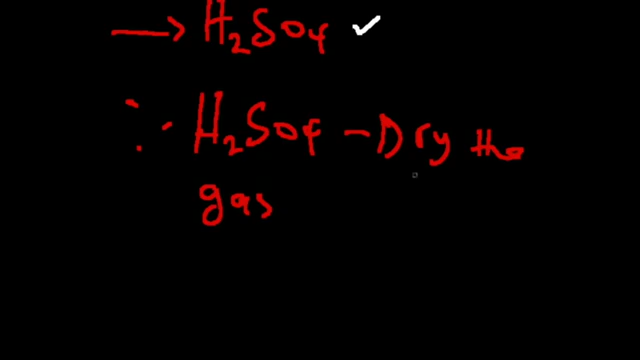 → H₂SO₄ ✓
∵ H₂SO₄ - Dry the
gas